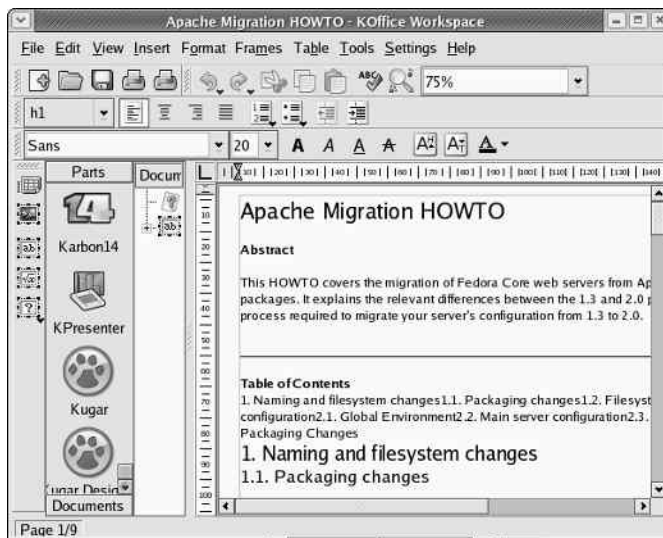 Apache Migration HOWTO - KOffice Workspace
File Edit View Insert Format Frames Table Tools Settings Help
ABC 75%
h1
Sans 20 A A A A
Parts
Docum
Karbon14
KPresenter
Kugar
Kugar Desig
Documents
Apache Migration HOWTO
Abstract
This HOWTO covers the migration of Fedora Core web servers from Ap
packages. It explains the relevant differences between the 1.3 and 2.0 p
process required to migrate your server's configuration from 1.3 to 2.0.
Table of Contents
1. Naming and filesystem changes1.1. Packaging changes1.2. Filesyst
configuration2.1. Global Environment2.2. Main server configuration2.3.
Packaging Changes
1. Naming and filesystem changes
1.1. Packaging changes
Page 1/9